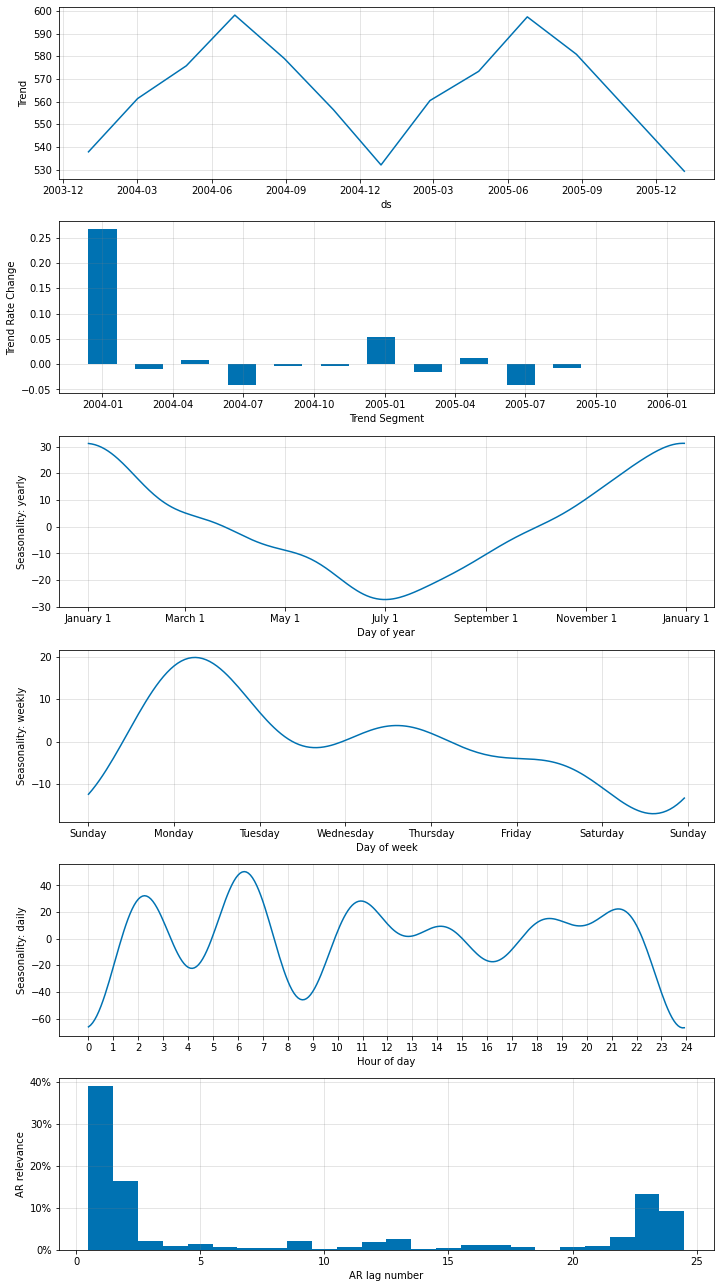 600
590
580
570
560
550
540
530
Trend
2003-12 2004-03 2004-06 2004-09 2004-12 2005-03 2005-06 2005-09 2005-12
ds
0.25
0.20
0.15
0.10
0.05
0.00
−0.05
Trend Rate Change
2004-01 2004-04 2004-07 2004-10 2005-01 2005-04 2005-07 2005-10 2006-01
Trend Segment
30
20
10
0
−10
−20
−30
Seasonality: yearly
January 1 March 1 May 1 July 1 September 1 November 1 January 1
Day of year
20
10
0
−10
Seasonality: weekly
Sunday Monday Tuesday Wednesday Thursday Friday Saturday Sunday
Day of week
40
20
0
−20
−40
−60
Seasonality: daily
0 1 2 3 4 5 6 7 8 9 10 11 12 13 14 15 16 17 18 19 20 21 22 23 24
Hour of day
40%
30%
20%
10%
0%
AR relevance
0 5 10 15 20 25
AR lag number